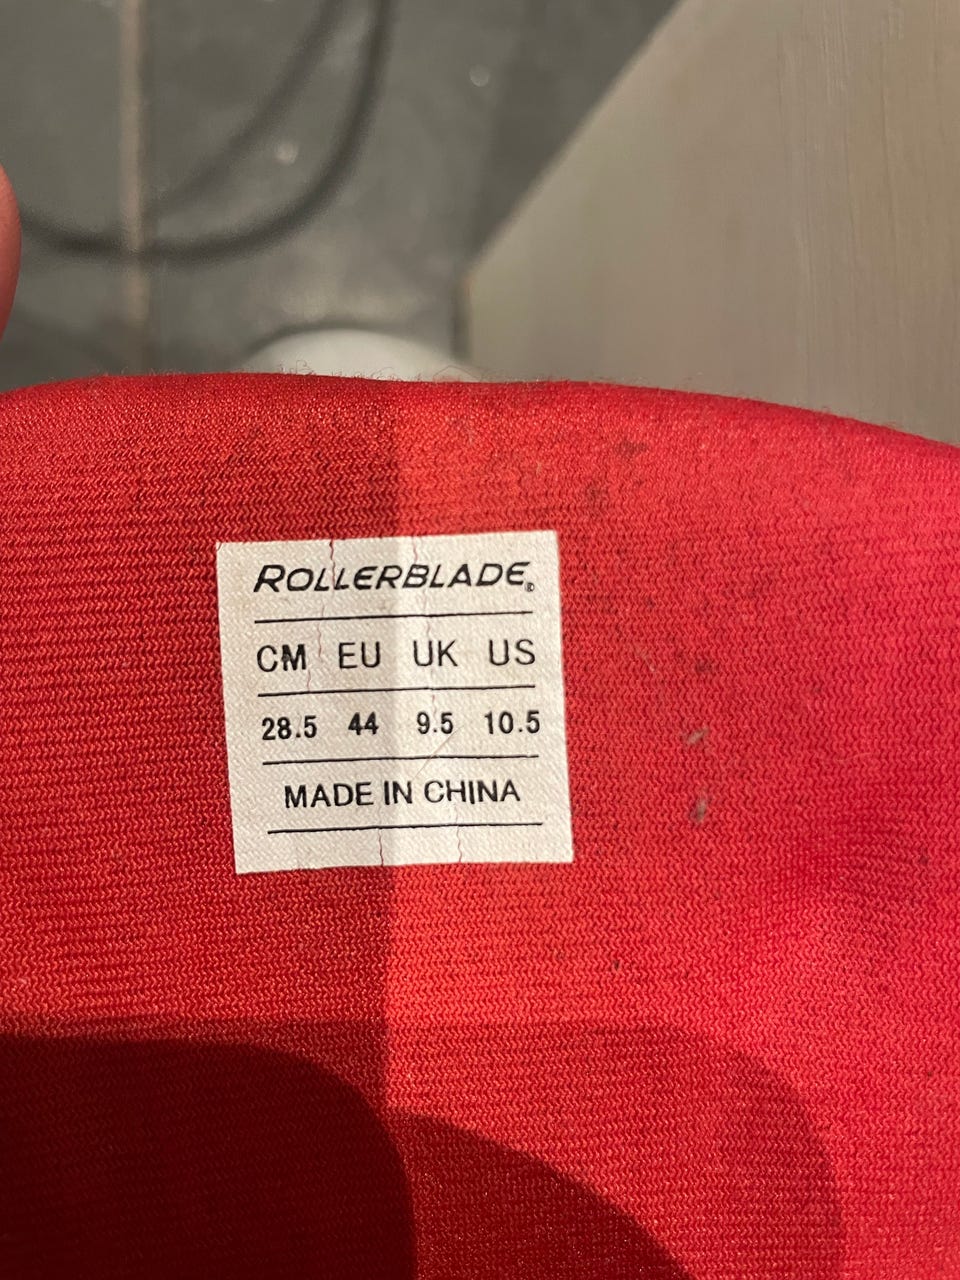 ROLLERBLADE®
CM EU UK US
28.5 44 9.5 10.5
MADE IN CHINA